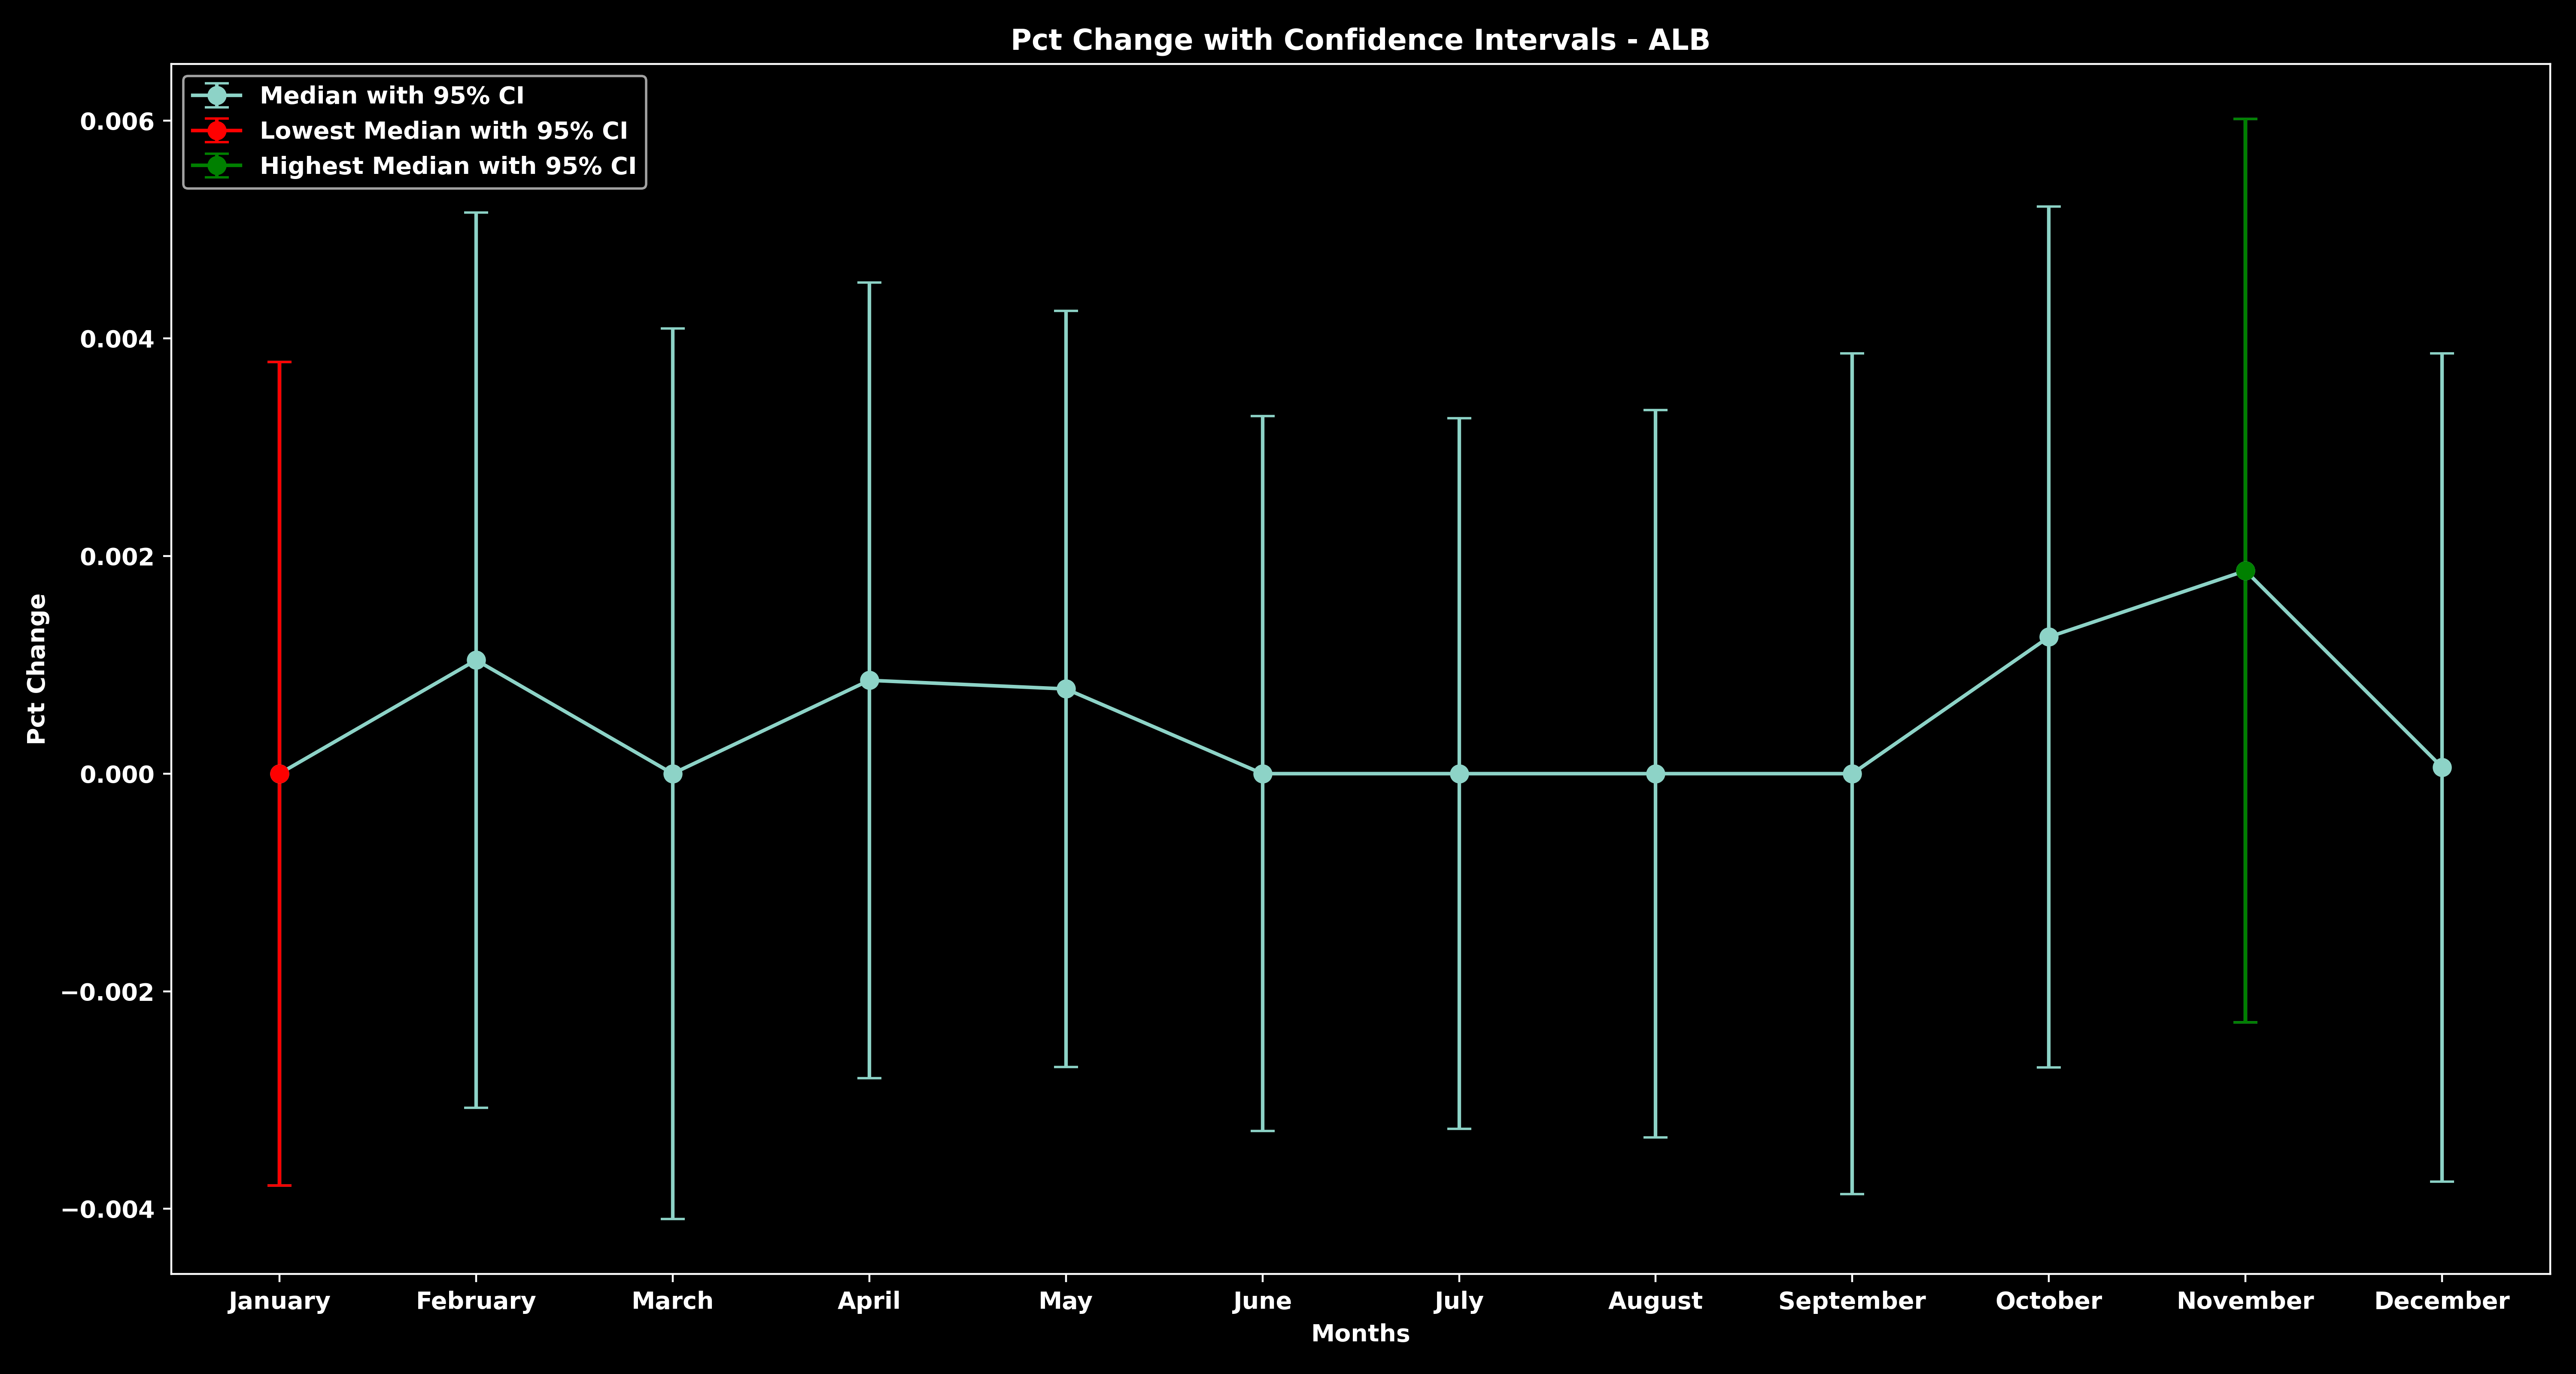 Pct Change with Confidence Intervals - ALB
Median with 95% CI
Lowest Median with 95% CI
Highest Median with 95% CI
0.006
0.004
0.002
0.000
−0.002
−0.004
Pct Change
January February March April May June July August September October November December
Months